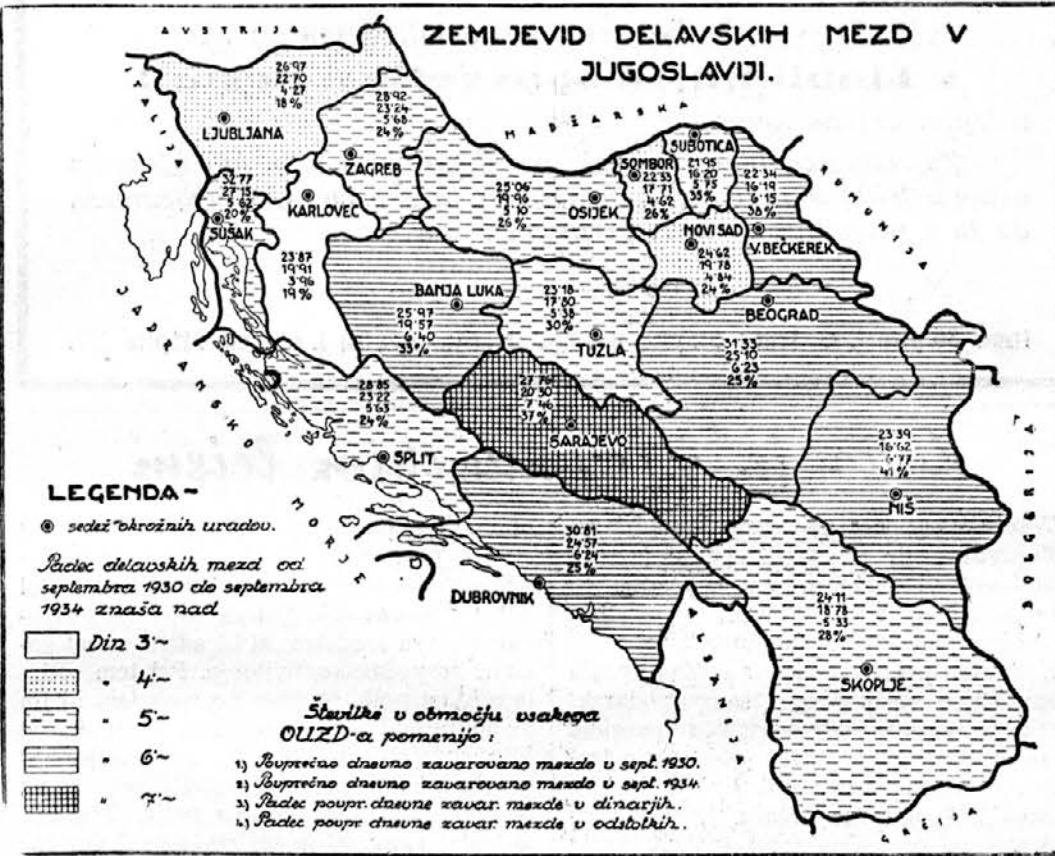 ZEMLJEVID DELAVSKIH MEZD V
JUGOSLAVIJI.
MADŽARSKA
26'97
22'70
4'27
18%
LJUBLJANA
28'92
23'24
5'68
24%
ZAGREB
32'77
27'15
5'62
20%
SUŠAK
KARLOVEC
23'87
19'91
3'96
19%
25'06
19'96
5'10
26%
OSIJEK
SOMBOR
22'33
17'71
4'62
26%
SUBOTICA
21'95
16'20
5'75
22'34
16'19
6'15
38%
V. BEČKEREK
NOVI SAD
24'62
19'78
4'84
24%
BANJA LUKA
25'97
19'57
6'40
33%
23'18
17'80
5'38
30%
TUZLA
BEOGRAD
31'33
25'10
6'23
25%
28'85
23'22
5'63
24%
SPLIT
27'76
20'30
7'46
37%
SARAJEVO
23'39
16'62
6'77
41%
NIŠ
30'81
24'57
6'24
25%
DUBROVNIK
24'11
18'78
5'33
28%
SKOPLJE
JADRANSKO
MORJE
LEGENDA~
sedež okrožnih uradov.
Padec delavskih mezd od
septembra 1930 do septembra
1934 znaša nad
Din 3'~
" 4'~
" 5'~
" 6'~
" 7'~
Številke v območju vsakega
OUZD-a pomenijo:
1) Povprečno dnevno zavarovano mezdo v sept. 1930.
2) Povprečno dnevno zavarovano mezdo v sept. 1934.
3) Padec povpr. dnevne zavar. mezde v dinarjih.
4) Padec povpr. dnevne zavar. mezde v odstotkih.